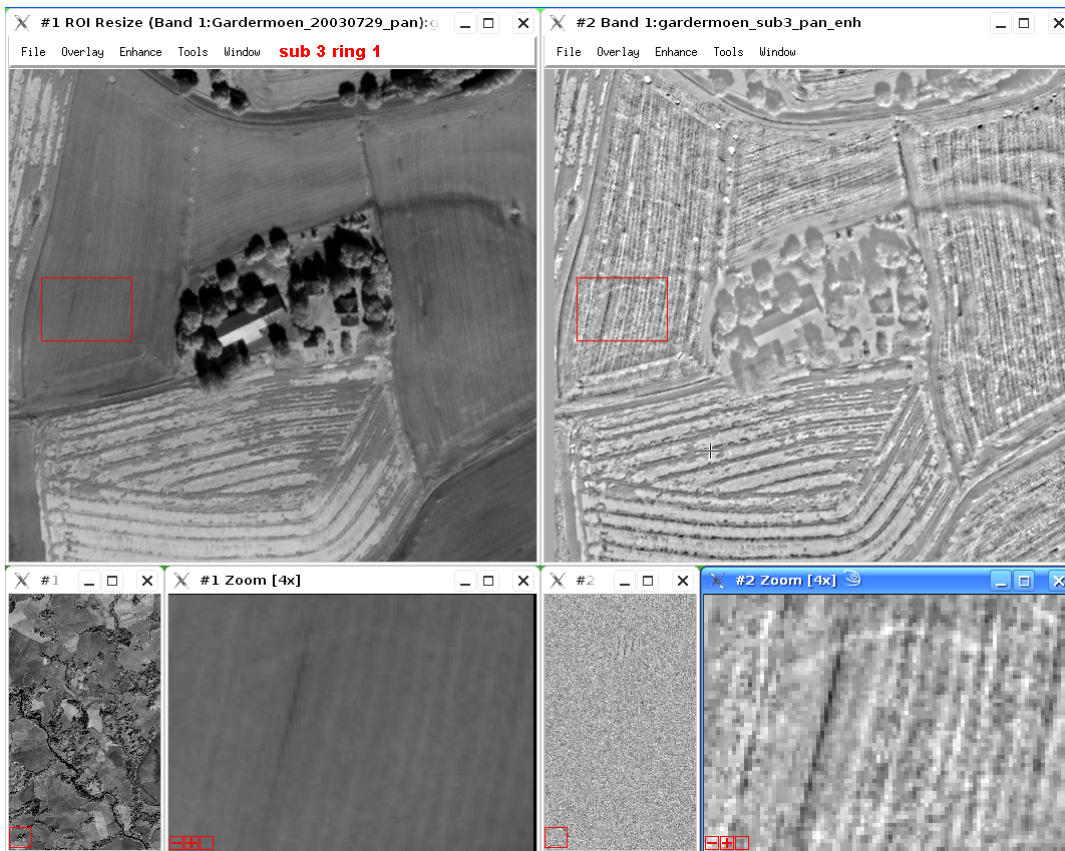 #1 ROI Resize (Band 1:Gardermoen_20030729_pan):g
File Overlay Enhance Tools Window sub 3 ring 1
#2 Band 1:gardermoen_sub3_pan_enh
File Overlay Enhance Tools Window
#1
#1 Zoom [4x]
#2
#2 Zoom [4x]